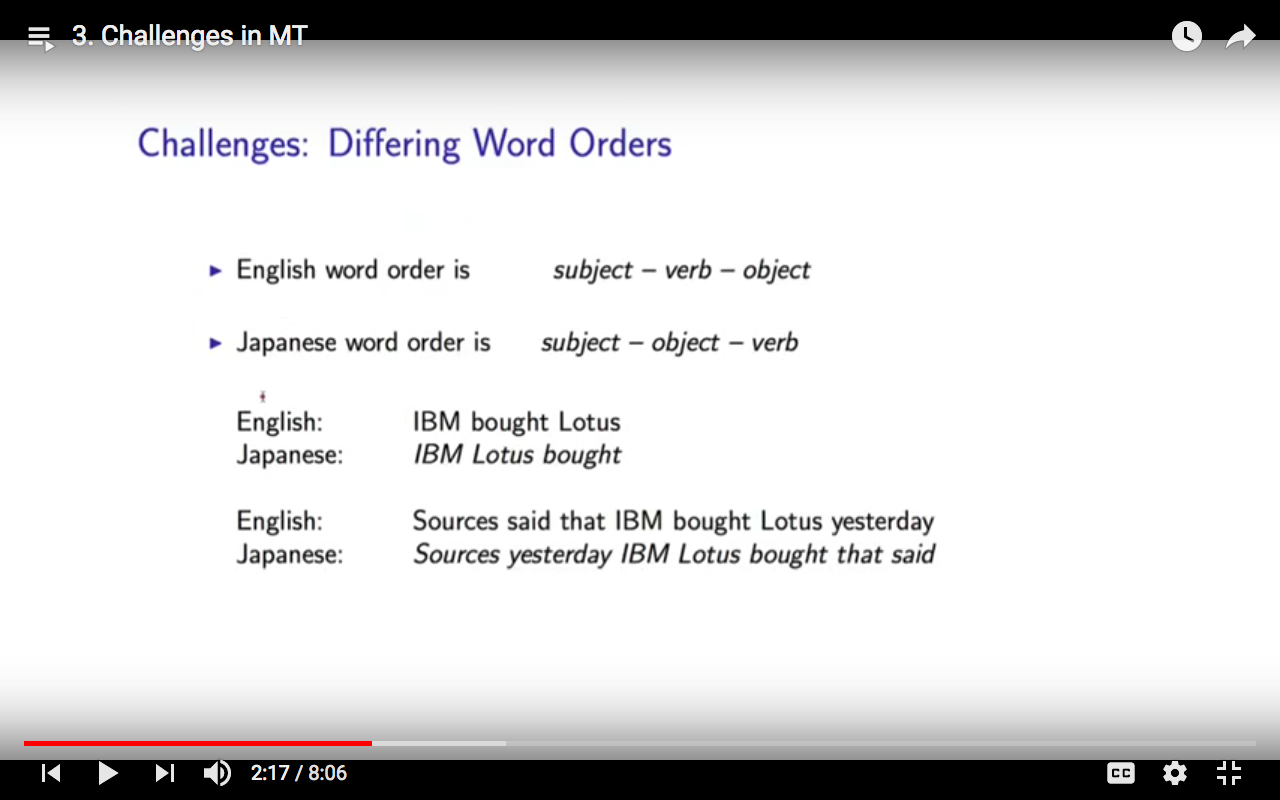 3. Challenges in MT
Challenges: Differing Word Orders
English word order is subject – verb – object
Japanese word order is subject – object – verb
English: IBM bought Lotus
Japanese: IBM Lotus bought
English: Sources said that IBM bought Lotus yesterday
Japanese: Sources yesterday IBM Lotus bought that said
2:17 / 8:06
CC